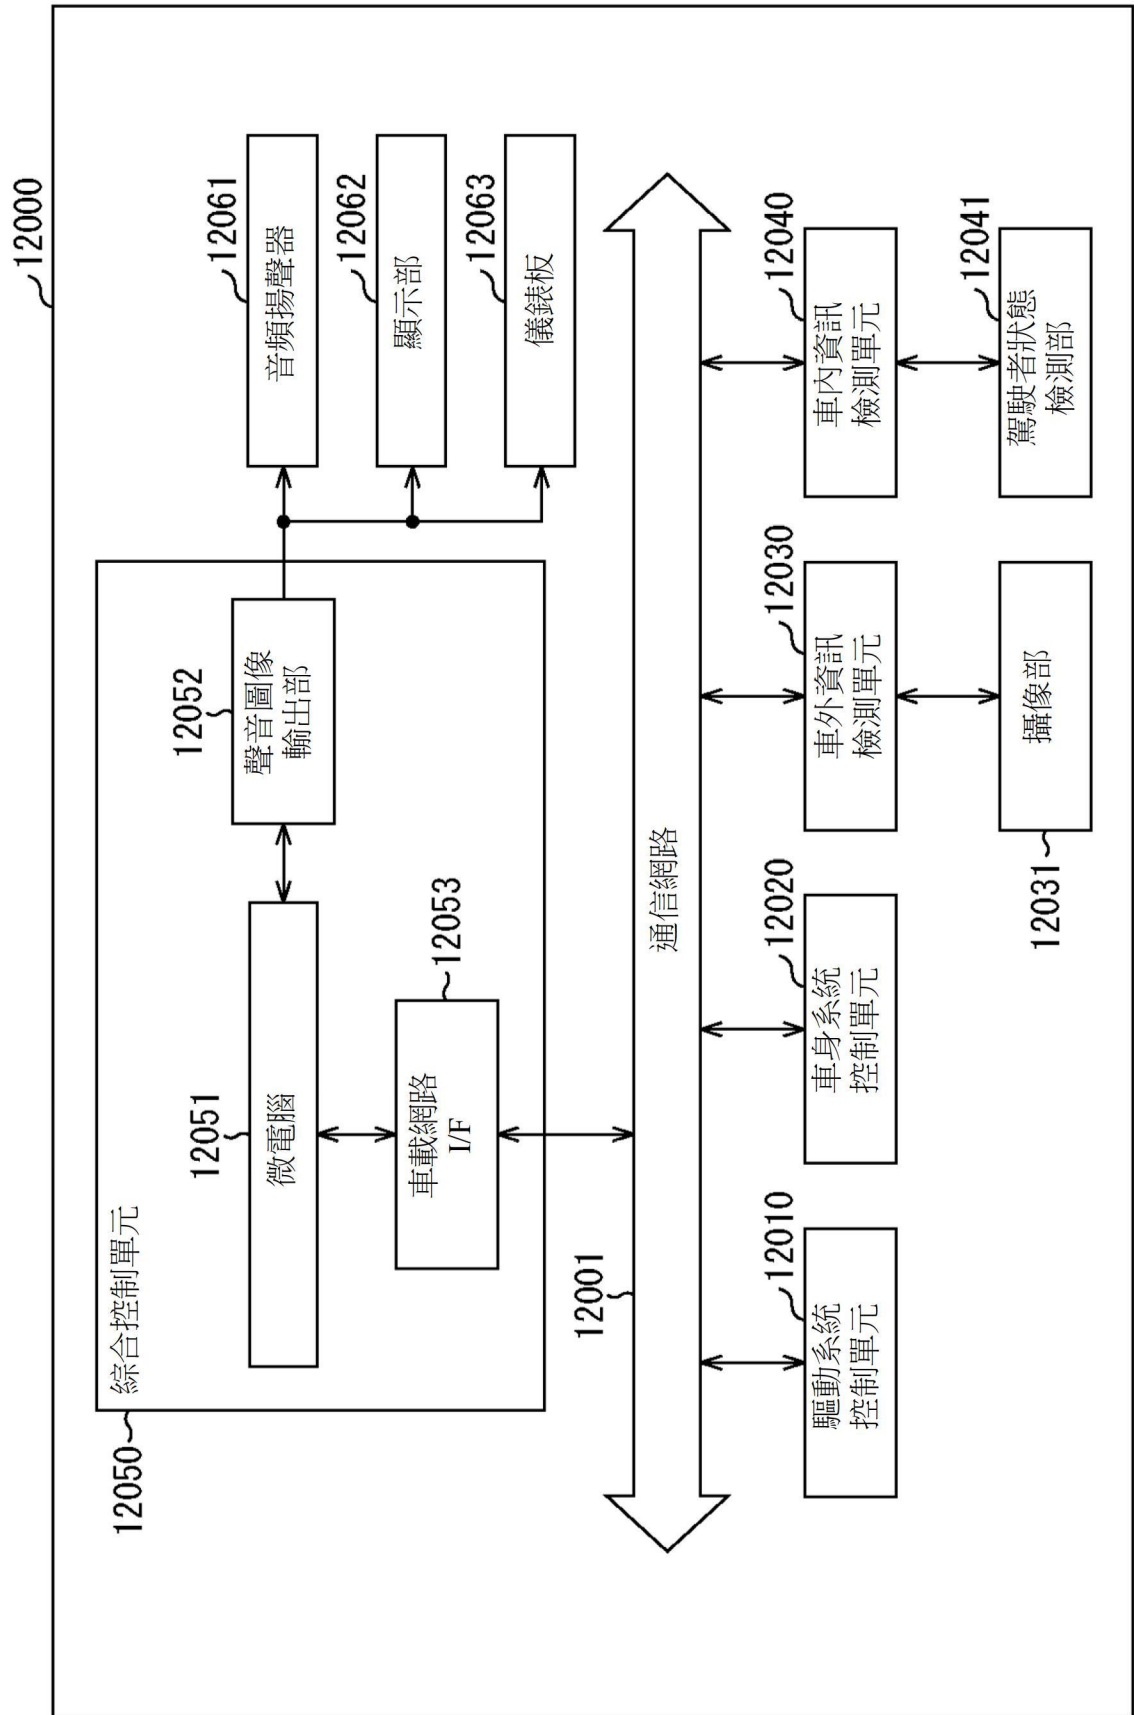 12000
12050
綜合控制單元
12051
微電腦
12052
聲音圖像
輸出部
12053
車載網路
I/F
12061
音頻揚聲器
12062
顯示部
12063
儀錶板
12001
通信網路
12010
驅動系統
控制單元
12020
車身系統
控制單元
12030
車外資訊
檢測單元
12040
車內資訊
檢測單元
12031
攝像部
12041
駕駛者狀態
檢測部